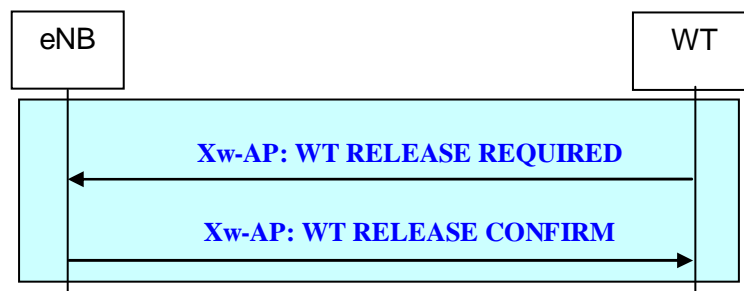 eNB
WT
Xw-AP: WT RELEASE REQUIRED
Xw-AP: WT RELEASE CONFIRM